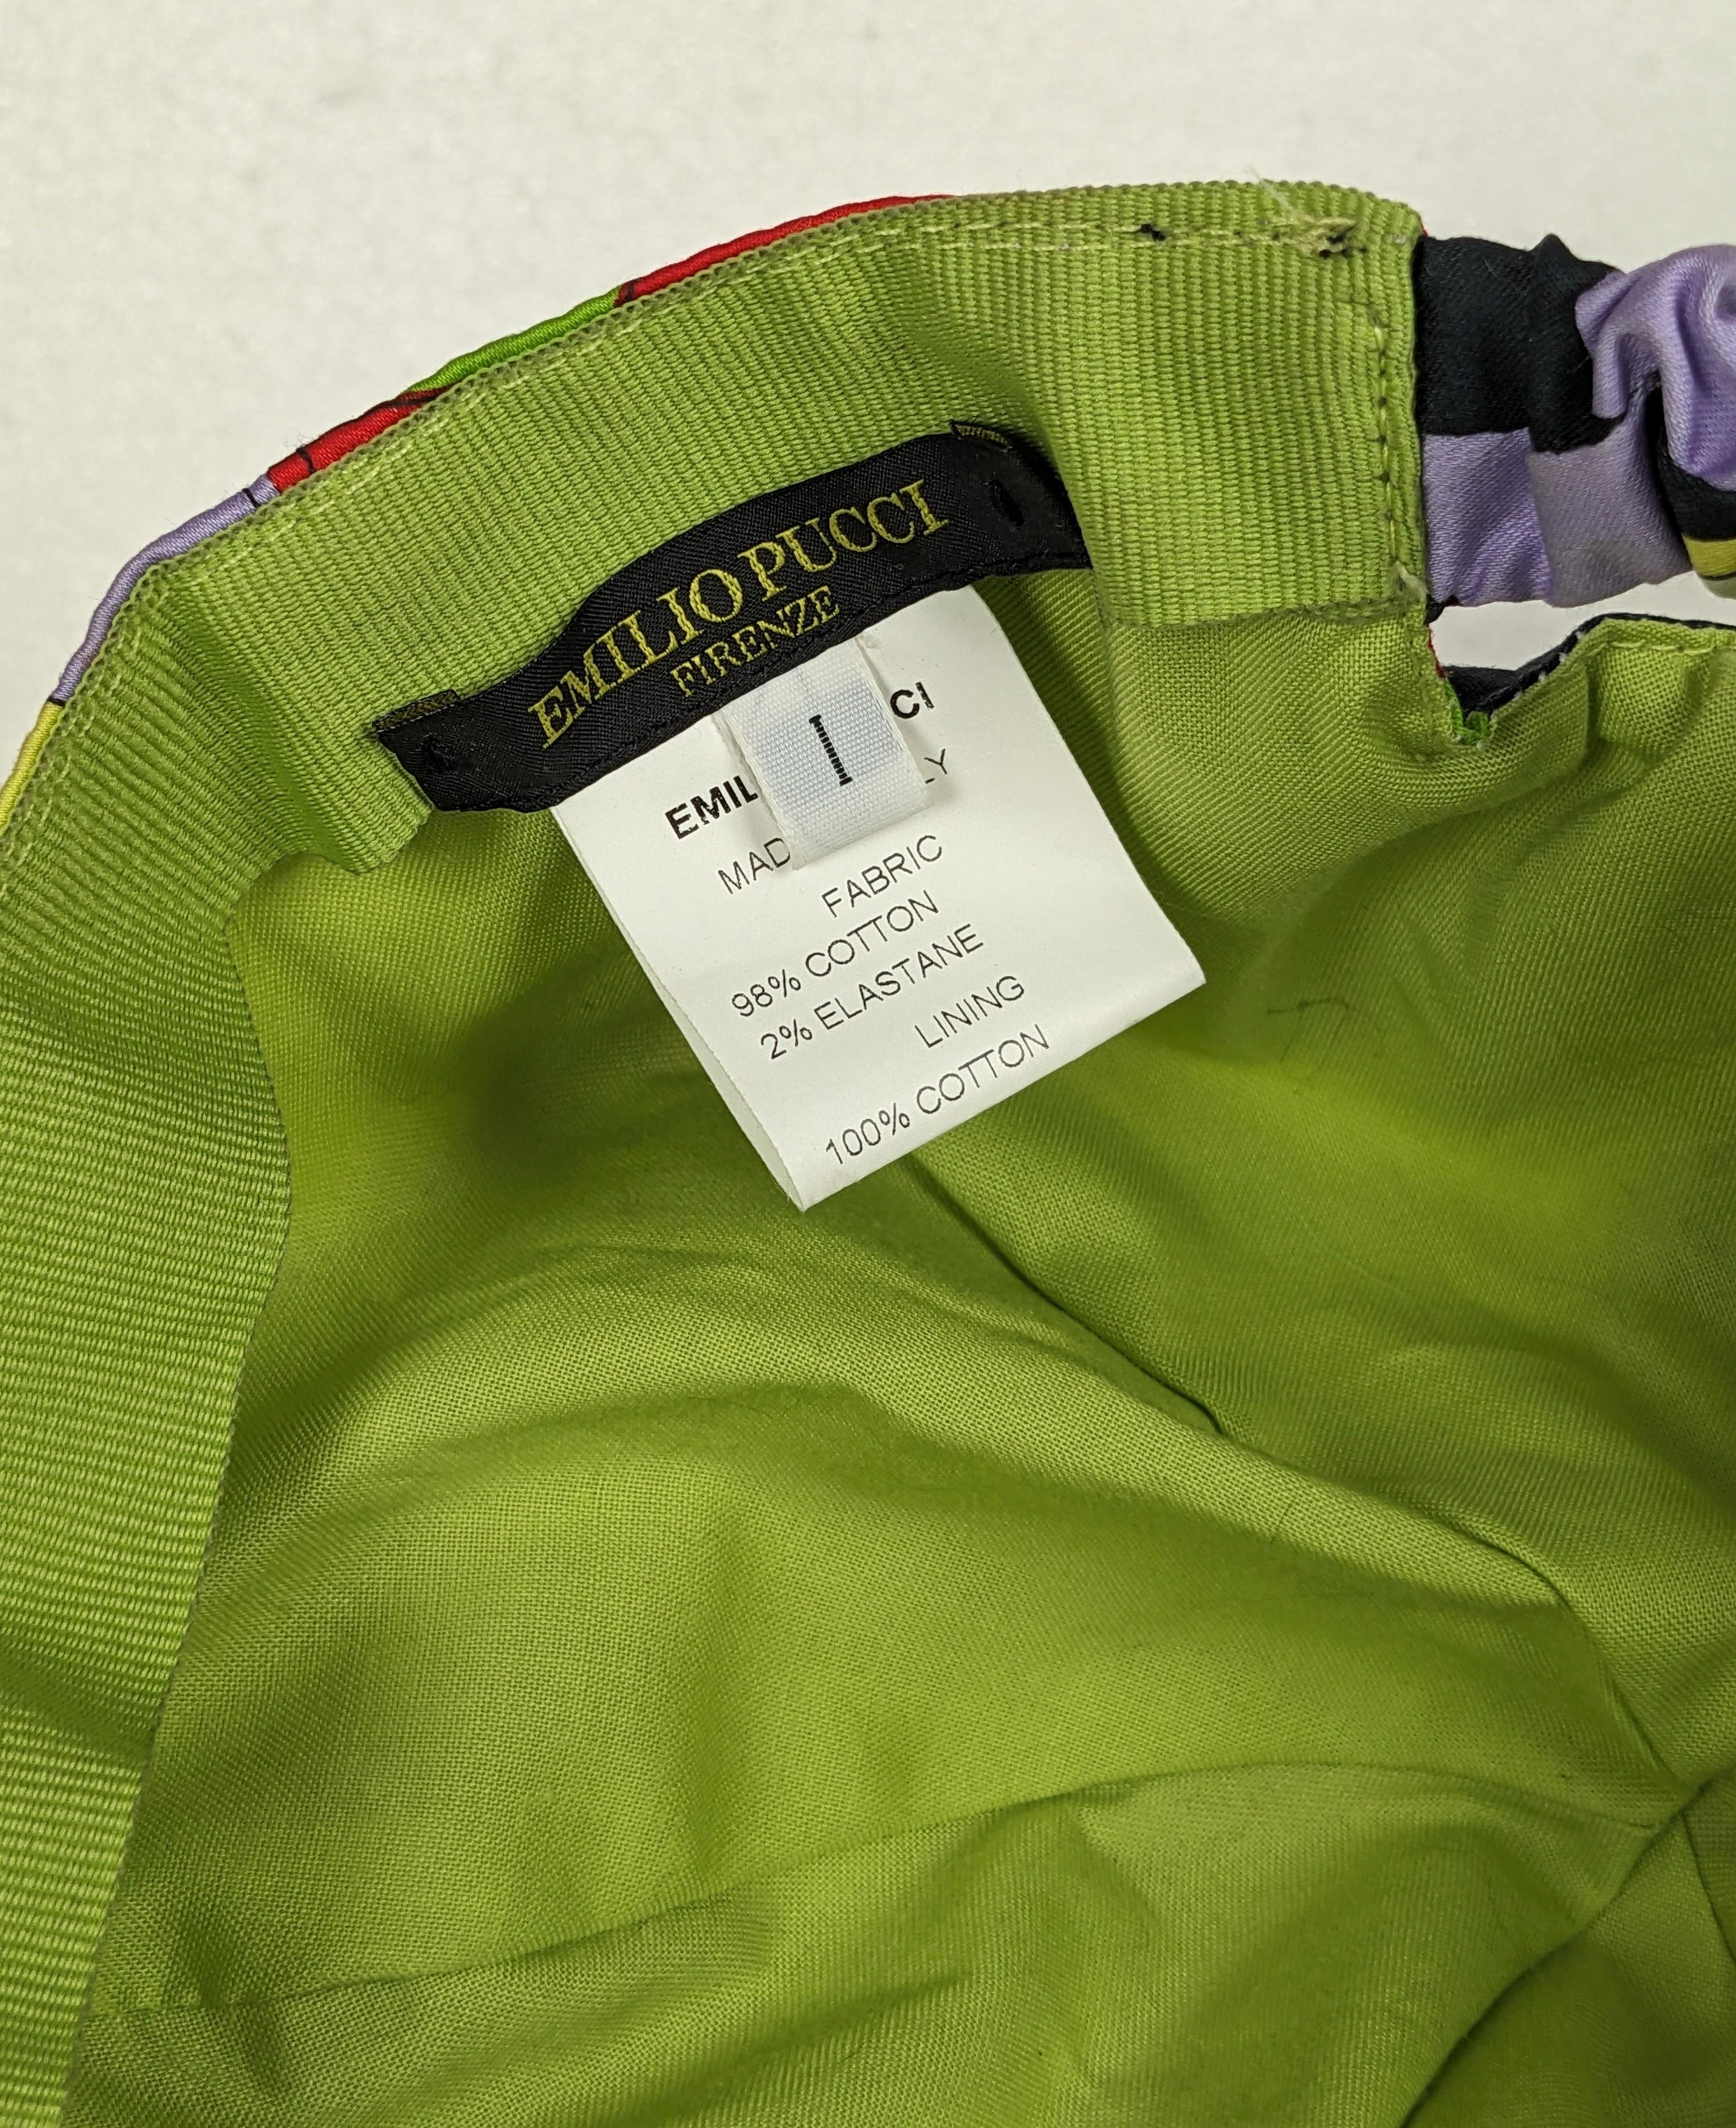 EMILIO PUCCI
FIRENZE
I
EMIL CI
MAD LY
FABRIC
98% COTTON
2% ELASTANE
LINING
100% COTTON